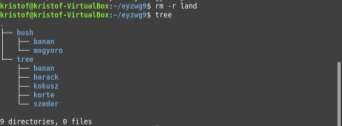 kristof@kristof-VirtualBox:~/eyzwg9$ rm -r land
kristof@kristof-VirtualBox:~/eyzwg9$ tree
.
├── bush
│   ├── banan
│   └── mogyoro
└── tree
    ├── banan
    ├── barack
    ├── kokusz
    ├── korte
    └── szeder

9 directories, 0 files